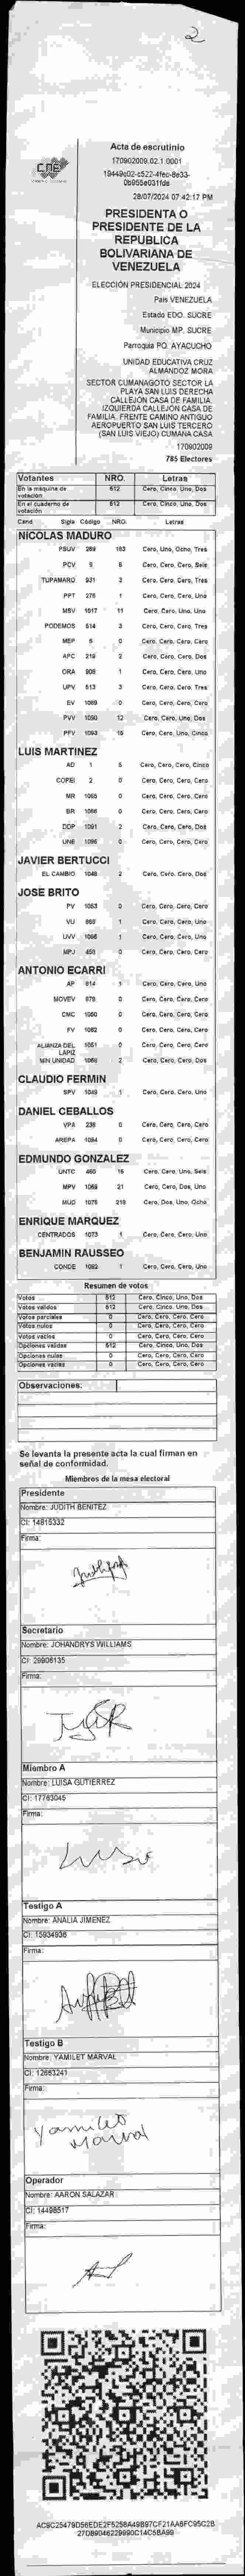 2
CNE
Acta de escrutinio
170902009.02.1.0001
28/07/2024 07:42:17 PM
PRESIDENTA O
PRESIDENTE DE LA
REPUBLICA
BOLIVARIANA DE
VENEZUELA
ELECCIÓN PRESIDENCIAL 2024
País VENEZUELA
Estado EDO. SUCRE
Municipio MP. SUCRE
Parroquia PQ. AYACUCHO
UNIDAD EDUCATIVA CRUZ
ALMANDOZ MORA
SECTOR CUMANAGOTO SECTOR LA
PLAYA SAN LUIS DERECHA
CALLEJÓN CASA DE FAMILIA.
IZQUIERDA CALLEJÓN CASA DE
FAMILIA. FRENTE CAMINO ANTIGUO
AEROPUERTO SAN LUIS TERCERO
(SAN LUIS VIEJO) CUMANA CASA
170902009
785 Electores
Votantes NRO. Letras
En la máquina de votación 512 Cero, Cinco, Uno, Dos
En el cuaderno de votación 512 Cero, Cinco, Uno, Dos
Cand Sigla Código NRO. Letras
NICOLAS MADURO
PSUV 289 183 Cero, Uno, Ocho, Tres
PCV 9 6 Cero, Cero, Cero, Seis
TUPAMARO 931 3 Cero, Cero, Cero, Tres
PPT 275 1 Cero, Cero, Cero, Uno
MSV 1017 11 Cero, Cero, Uno, Uno
PODEMOS 514 3 Cero, Cero, Cero, Tres
MEP 5 0 Cero, Cero, Cero, Cero
APC 219 2 Cero, Cero, Cero, Dos
ORA 906 1 Cero, Cero, Cero, Uno
UPV 613 3 Cero, Cero, Cero, Tres
EV 1089 0 Cero, Cero, Cero, Cero
PVV 1090 12 Cero, Cero, Uno, Dos
PFV 1093 15 Cero, Cero, Uno, Cinco
LUIS MARTINEZ
AD 1 5 Cero, Cero, Cero, Cinco
COPEI 2 0 Cero, Cero, Cero, Cero
MR 1065 0 Cero, Cero, Cero, Cero
BR 1066 0 Cero, Cero, Cero, Cero
DDP 1091 2 Cero, Cero, Cero, Dos
UNE 1095 0 Cero, Cero, Cero, Cero
JAVIER BERTUCCI
EL CAMBIO 1048 2 Cero, Cero, Cero, Dos
JOSE BRITO
PV 1053 0 Cero, Cero, Cero, Cero
VU 968 1 Cero, Cero, Cero, Uno
UVV 1096 1 Cero, Cero, Cero, Uno
MPJ 450 0 Cero, Cero, Cero, Cero
ANTONIO ECARRI
AP 814 1 Cero, Cero, Cero, Uno
MOVEV 979 0 Cero, Cero, Cero, Cero
CMC 1060 0 Cero, Cero, Cero, Cero
FV 1082 0 Cero, Cero, Cero, Cero
ALIANZA DEL LAPIZ 1051 0 Cero, Cero, Cero, Cero
MIN UNIDAD 1068 2 Cero, Cero, Cero, Dos
CLAUDIO FERMIN
SPV 1049 1 Cero, Cero, Cero, Uno
DANIEL CEBALLOS
VPA 236 0 Cero, Cero, Cero, Cero
AREPA 1094 0 Cero, Cero, Cero, Cero
EDMUNDO GONZALEZ
UNTC 460 16 Cero, Cero, Uno, Seis
MPV 1069 21 Cero, Cero, Dos, Uno
MUD 1075 218 Cero, Dos, Uno, Ocho
ENRIQUE MARQUEZ
CENTRADOS 1073 1 Cero, Cero, Cero, Uno
BENJAMIN RAUSSEO
CONDE 1092 1 Cero, Cero, Cero, Uno
Resumen de votos
Votos 512 Cero, Cinco, Uno, Dos
Votos válidos 512 Cero, Cinco, Uno, Dos
Votos parciales 0 Cero, Cero, Cero, Cero
Votos nulos 0 Cero, Cero, Cero, Cero
Votos vacíos 0 Cero, Cero, Cero, Cero
Opciones válidas 512 Cero, Cinco, Uno, Dos
Opciones nulas 0 Cero, Cero, Cero, Cero
Opciones vacías 0 Cero, Cero, Cero, Cero
Observaciones:
Se levanta la presente acta la cual firman en
señal de conformidad.
Miembros de la mesa electoral
Presidente
Nombre: JUDITH BENITEZ
CI: 14815332
Firma:
Secretario
Nombre: JOHANDRYS WILLIAMS
CI: 26906135
Firma:
Miembro A
Nombre: LUISA GUTIERREZ
CI: 17763045
Firma:
Luisa
Testigo A
Nombre: ANALIA JIMENEZ
CI: 15934936
Firma:
Testigo B
Nombre: YAMILET MARVAL
CI: 12663241
Firma:
Yamilet
Marval
Operador
Nombre: AARON SALAZAR
CI: 14498517
Firma: